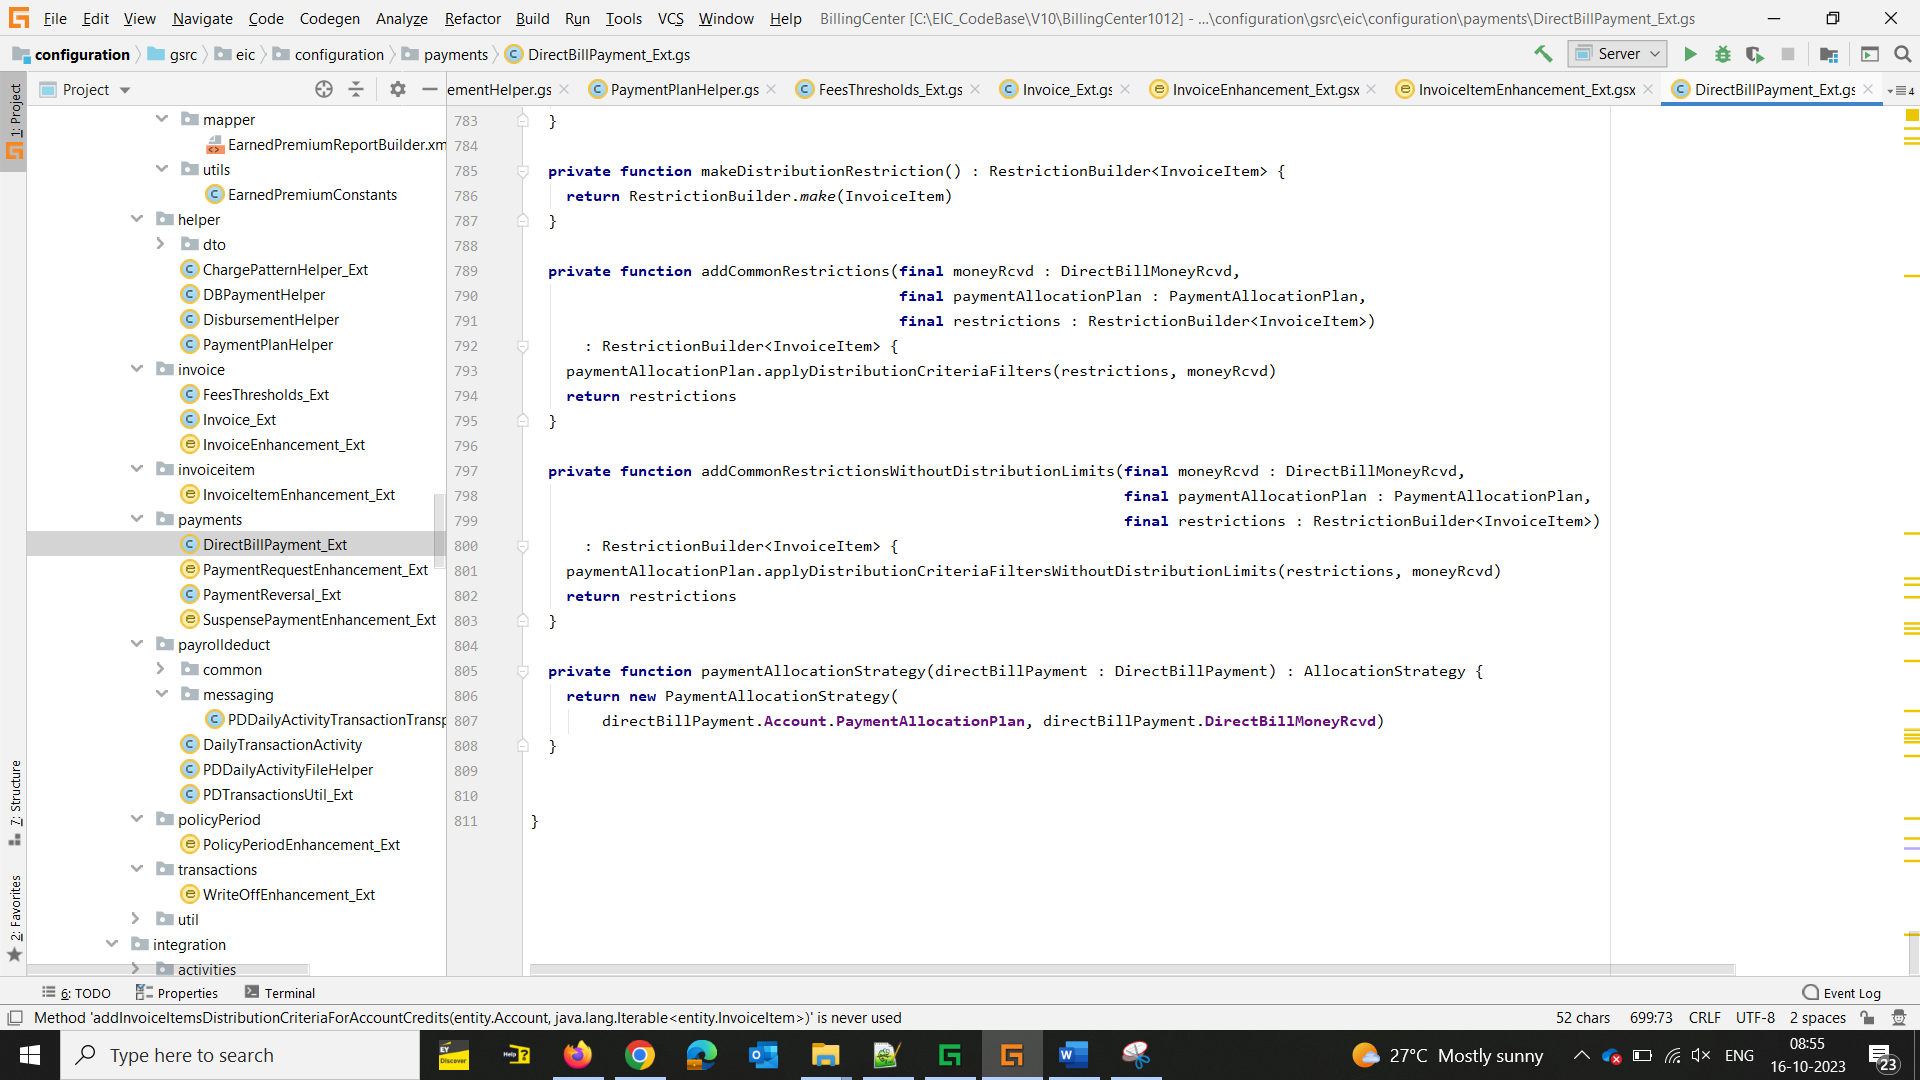 File Edit View Navigate Code Codegen Analyze Refactor Build Run Tools VCS Window Help BillingCenter [C:\EIC_CodeBase\V10\BillingCenter1012] - ...\configuration\gsrc\eic\configuration\payments\DirectBillPayment_Ext.gs
configuration gsrc eic configuration payments DirectBillPayment_Ext.gs Server
1: Project
Project
ementHelper.gs PaymentPlanHelper.gs FeesThresholds_Ext.gs Invoice_Ext.gs InvoiceEnhancement_Ext.gsx InvoiceItemEnhancement_Ext.gsx DirectBillPayment_Ext.gs 4
mapper
EarnedPremiumReportBuilder.xm
utils
EarnedPremiumConstants
helper
dto
ChargePatternHelper_Ext
DBPaymentHelper
DisbursementHelper
PaymentPlanHelper
invoice
FeesThresholds_Ext
Invoice_Ext
InvoiceEnhancement_Ext
invoiceitem
InvoiceItemEnhancement_Ext
payments
DirectBillPayment_Ext
PaymentRequestEnhancement_Ext
PaymentReversal_Ext
SuspensePaymentEnhancement_Ext
payrolldeduct
common
messaging
PDDailyActivityTransactionTransp
DailyTransactionActivity
PDDailyActivityFileHelper
PDTransactionsUtil_Ext
policyPeriod
PolicyPeriodEnhancement_Ext
transactions
WriteOffEnhancement_Ext
util
integration
activities
7: Structure
2: Favorites
783 }
784
785 private function makeDistributionRestriction() : RestrictionBuilder<InvoiceItem> {
786 return RestrictionBuilder.make(InvoiceItem)
787 }
788
789 private function addCommonRestrictions(final moneyRcvd : DirectBillMoneyRcvd,
790 final paymentAllocationPlan : PaymentAllocationPlan,
791 final restrictions : RestrictionBuilder<InvoiceItem>)
792 : RestrictionBuilder<InvoiceItem> {
793 paymentAllocationPlan.applyDistributionCriteriaFilters(restrictions, moneyRcvd)
794 return restrictions
795 }
796
797 private function addCommonRestrictionsWithoutDistributionLimits(final moneyRcvd : DirectBillMoneyRcvd,
798 final paymentAllocationPlan : PaymentAllocationPlan,
799 final restrictions : RestrictionBuilder<InvoiceItem>)
800 : RestrictionBuilder<InvoiceItem> {
801 paymentAllocationPlan.applyDistributionCriteriaFiltersWithoutDistributionLimits(restrictions, moneyRcvd)
802 return restrictions
803 }
804
805 private function paymentAllocationStrategy(directBillPayment : DirectBillPayment) : AllocationStrategy {
806 return new PaymentAllocationStrategy(
807 directBillPayment.Account.PaymentAllocationPlan, directBillPayment.DirectBillMoneyRcvd)
808 }
809
810
811 }
6: TODO Properties Terminal Event Log
Method 'addInvoiceItemsDistributionCriteriaForAccountCredits(entity.Account, java.lang.Iterable<entity.InvoiceItem>)' is never used 52 chars 699:73 CRLF UTF-8 2 spaces
Type here to search EY Discover Help ? 27°C Mostly sunny ENG 08:55
16-10-2023 23